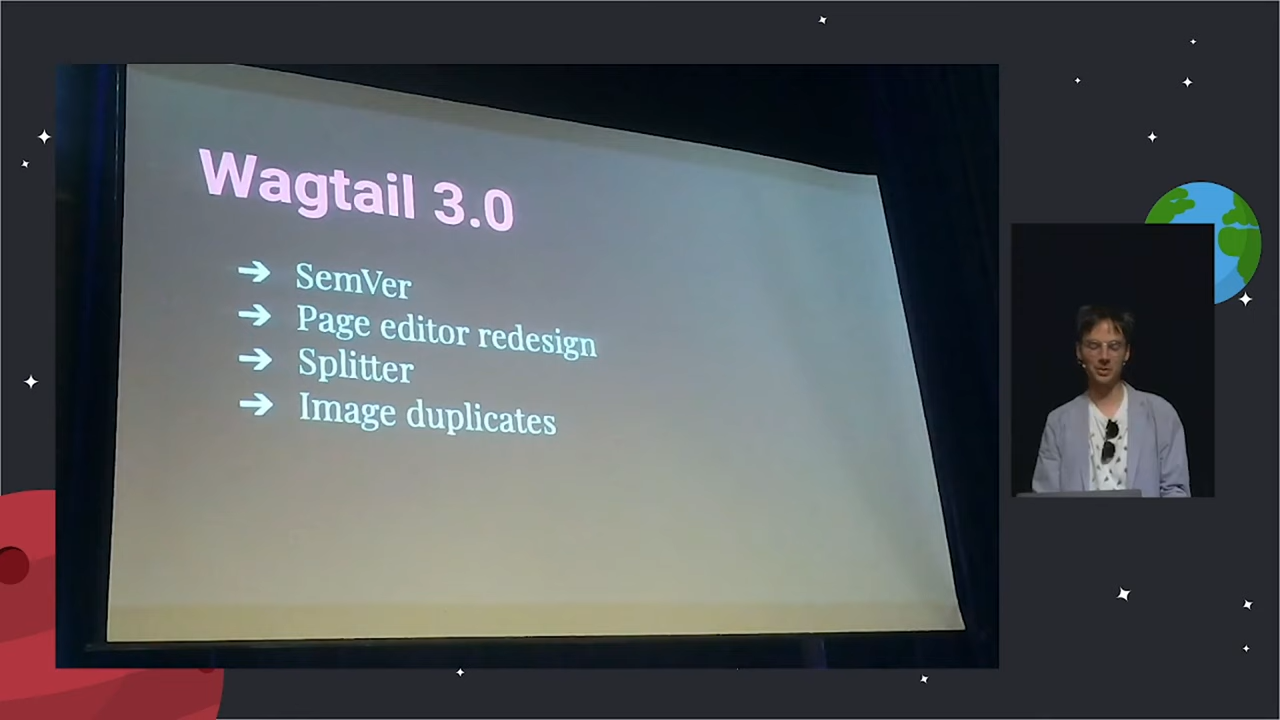 Wagtail 3.0
➔ SemVer
➔ Page editor redesign
➔ Splitter
➔ Image duplicates